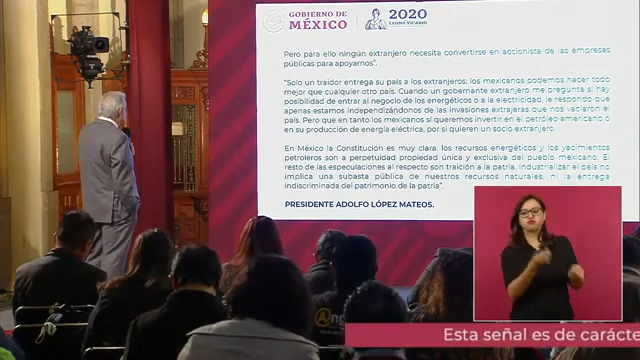 GOBIERNO DE
MÉXICO
2020
LEONA VICARIO
Pero para ello ningún extranjero necesita convertirse en accionista de las empresas
públicas para apoyarnos".
"Solo un traidor entrega su país a los extranjeros; los mexicanos podemos hacer todo
mejor que cualquier otro país. Cuando un gobernante extranjero me pregunta si hay
posibilidad de entrar al negocio de los energéticos o a la electricidad, le respondo que
apenas estamos independizándonos de las invasiones extrajeras que nos vaciaron el
país. Pero que en tanto los mexicanos sí queremos invertir en el petróleo americano o
en su producción de energía eléctrica, por si quieren un socio extranjero.
En México la Constitución es muy clara: los recursos energéticos y los yacimientos
petroleros son a perpetuidad propiedad única y exclusiva del pueblo mexicano. El
resto de las especulaciones al respecto son traición a la patria. Industrializar el país no
implica una subasta pública de nuestros recursos naturales, ni la entrega
indiscriminada del patrimonio de la patria".
PRESIDENTE ADOLFO LÓPEZ MATEOS.
Esta señal es de carácte